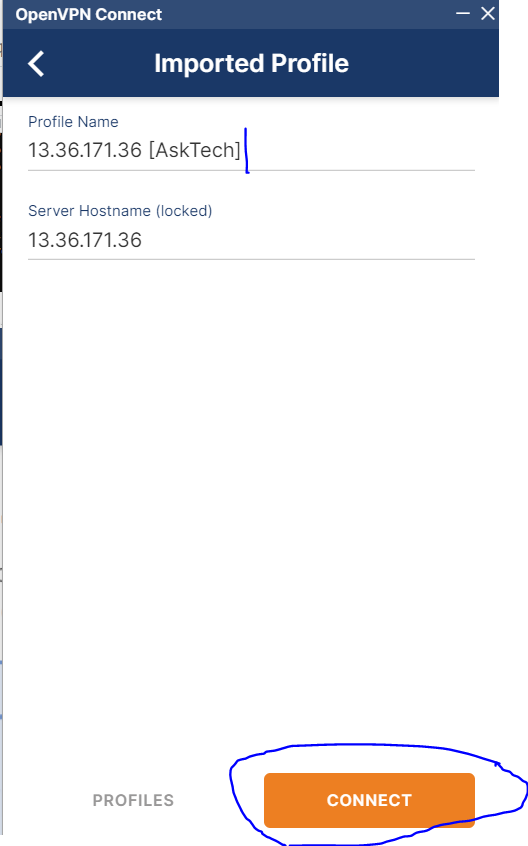 OpenVPN Connect
Imported Profile
Profile Name
13.36.171.36 [AskTech]
Server Hostname (locked)
13.36.171.36
PROFILES
CONNECT